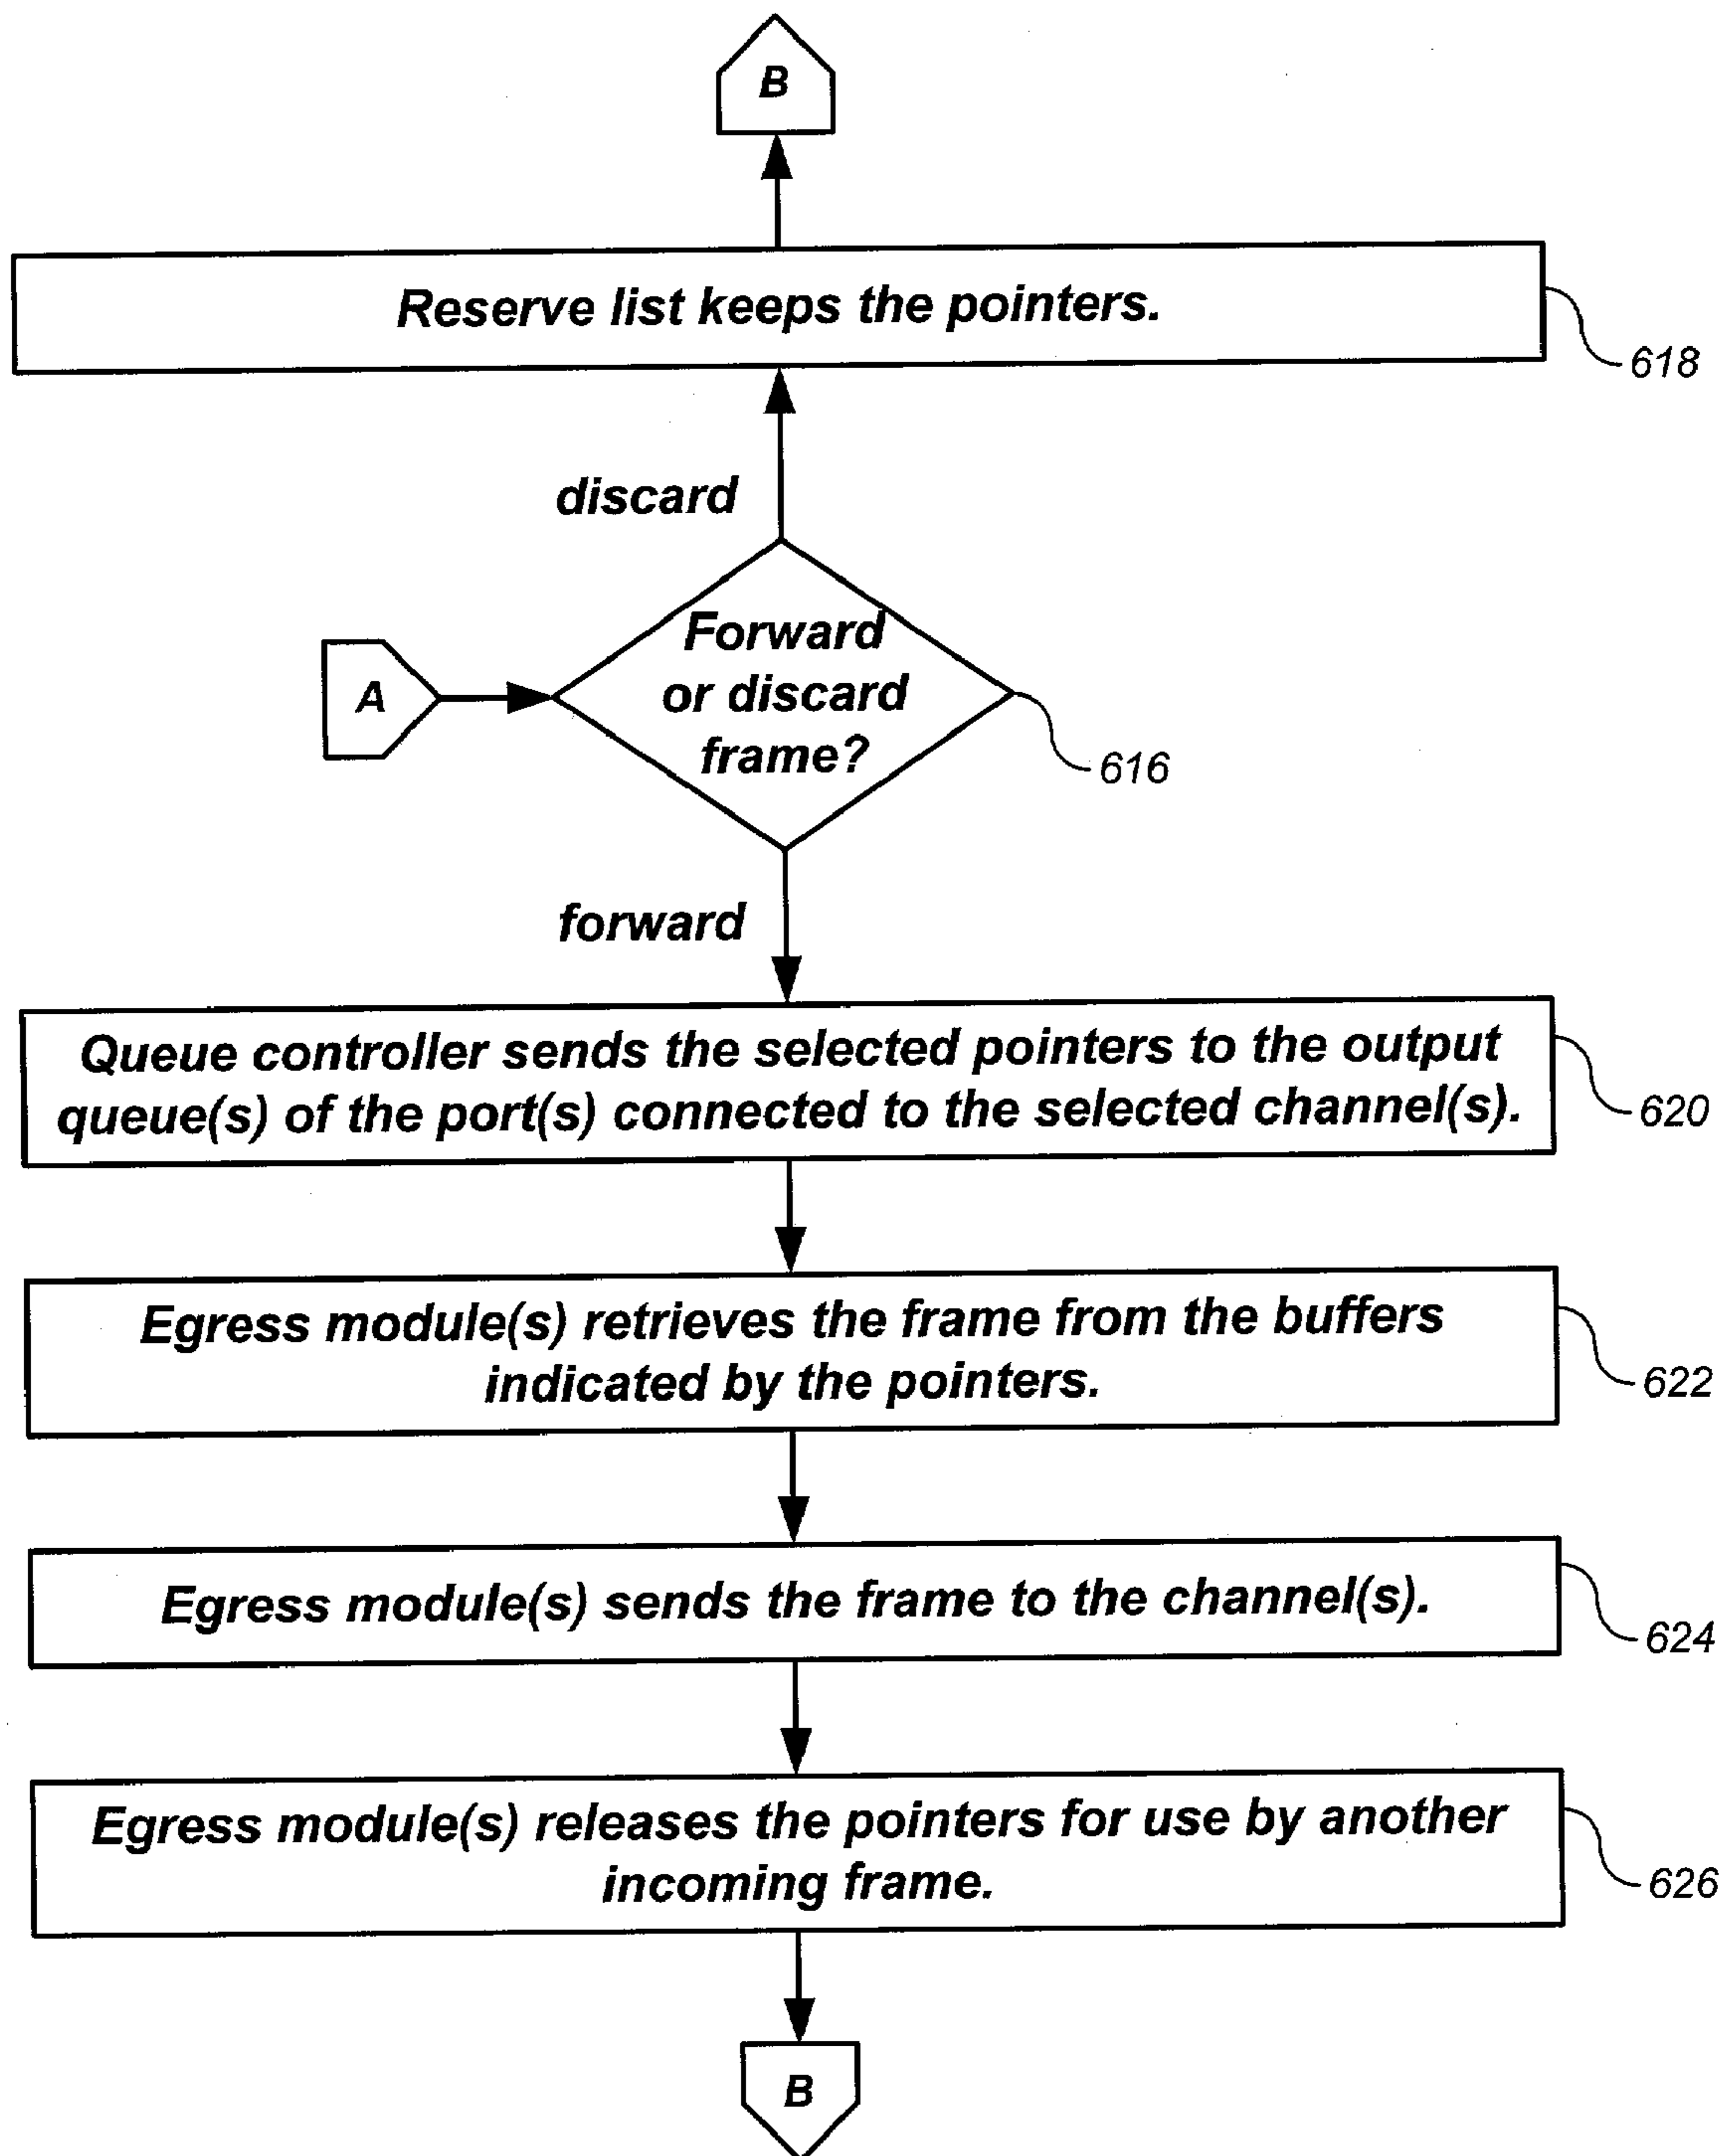 B
Reserve list keeps the pointers.
618
discard
Forward
or discard
frame?
A
616
forward
Queue controller sends the selected pointers to the output
queue(s) of the port(s) connected to the selected channel(s).
620
Egress module(s) retrieves the frame from the buffers
indicated by the pointers.
622
Egress module(s) sends the frame to the channel(s).
624
Egress module(s) releases the pointers for use by another
incoming frame.
626
B